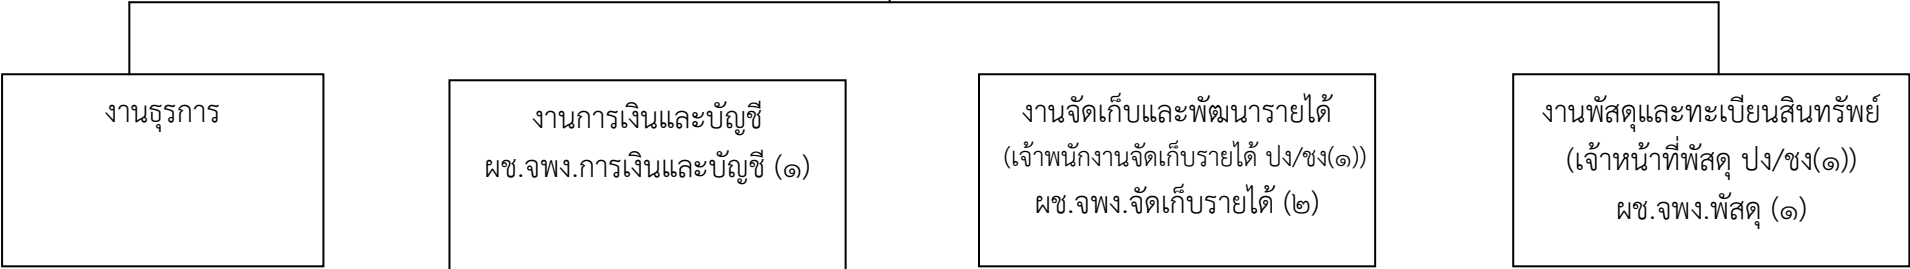 งานธุรการ
งานการเงินและบัญชี
ผช.จพง.การเงินและบัญชี (๑)
งานจัดเก็บและพัฒนารายได้
(เจ้าพนักงานจัดเก็บรายได้ ปง/ชง(๑))
ผช.จพง.จัดเก็บรายได้ (๒)
งานพัสดุและทะเบียนสินทรัพย์
(เจ้าหน้าที่พัสดุ ปง/ชง(๑))
ผช.จพง.พัสดุ (๑)